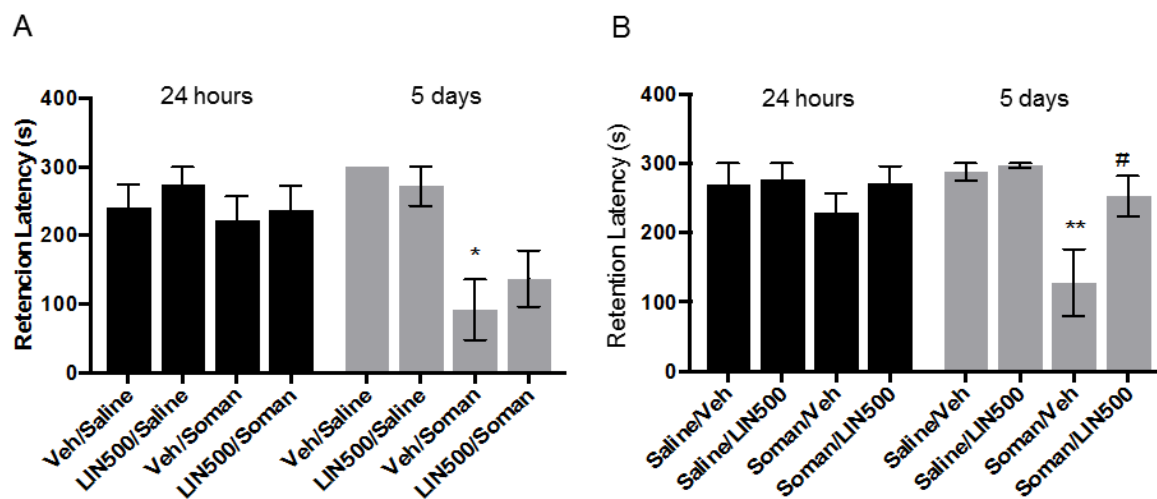 A
24 hours
5 days
Retencion Latency (s)
400
300
200
100
0
*
Veh/Saline
LIN500/Saline
Veh/Soman
LIN500/Soman
Veh/Saline
LIN500/Saline
Veh/Soman
LIN500/Soman
B
24 hours
5 days
Retention Latency (s)
400
300
200
100
0
**
#
Saline/Veh
Saline/LIN500
Soman/Veh
Soman/LIN500
Saline/Veh
Saline/LIN500
Soman/Veh
Soman/LIN500